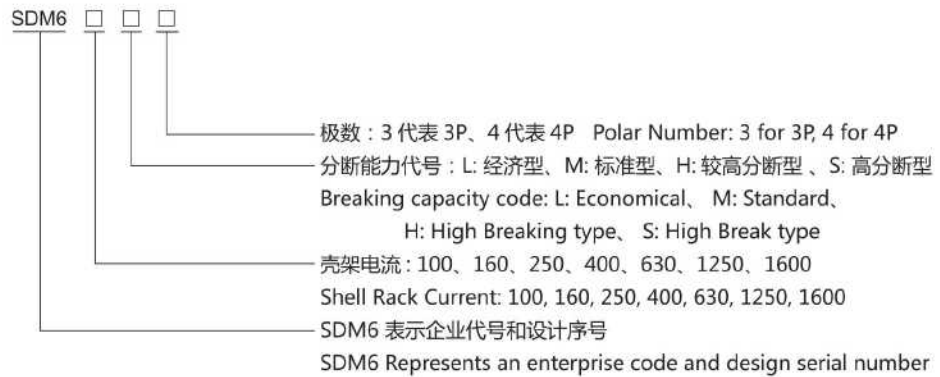 SDM6 □ □ □
极数：3 代表 3P、4 代表 4P Polar Number: 3 for 3P, 4 for 4P
分断能力代号：L: 经济型、M: 标准型、H: 较高分断型 、S: 高分断型
Breaking capacity code: L: Economical、 M: Standard、
H: High Breaking type、 S: High Break type
壳架电流 : 100、160、250、400、630、1250、1600
Shell Rack Current: 100, 160, 250, 400, 630, 1250, 1600
SDM6 表示企业代号和设计序号
SDM6 Represents an enterprise code and design serial number